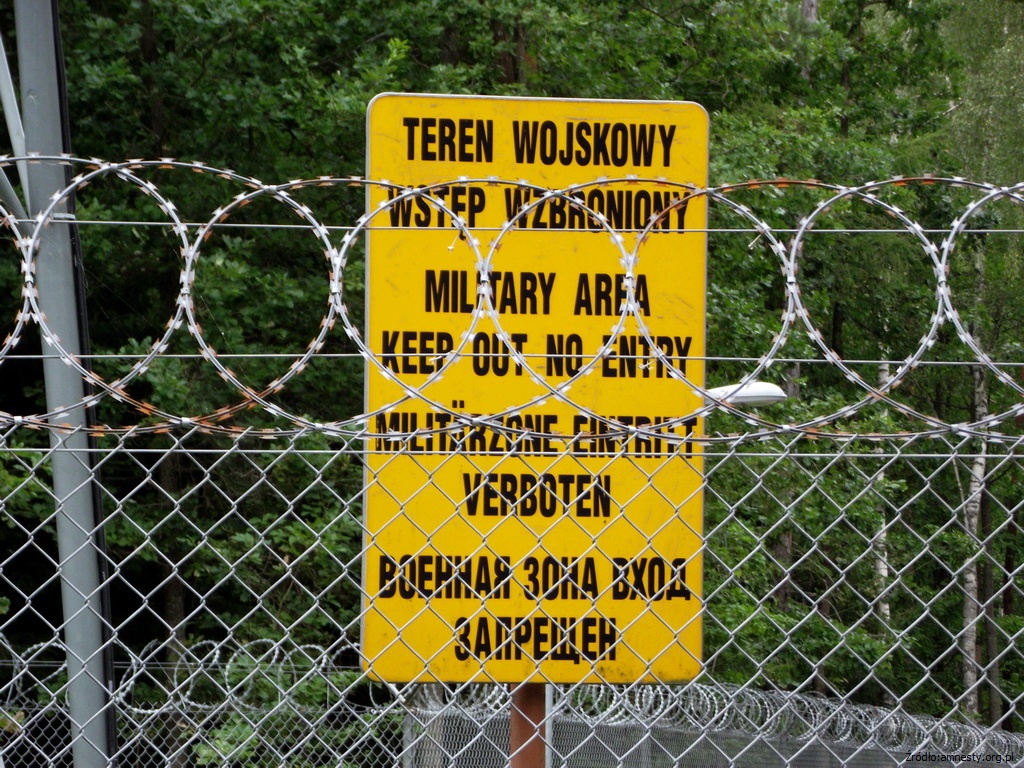 TEREN WOJSKOWY
WSTĘP WZBRONIONY
MILITARY AREA
KEEP OUT NO ENTRY
MILITÄRZONE EINTRITT
VERBOTEN
ВОЕННАЯ ЗОНА ВХОД
ЗАПРЕЩЕН
Źródło:amnesty.org.pl